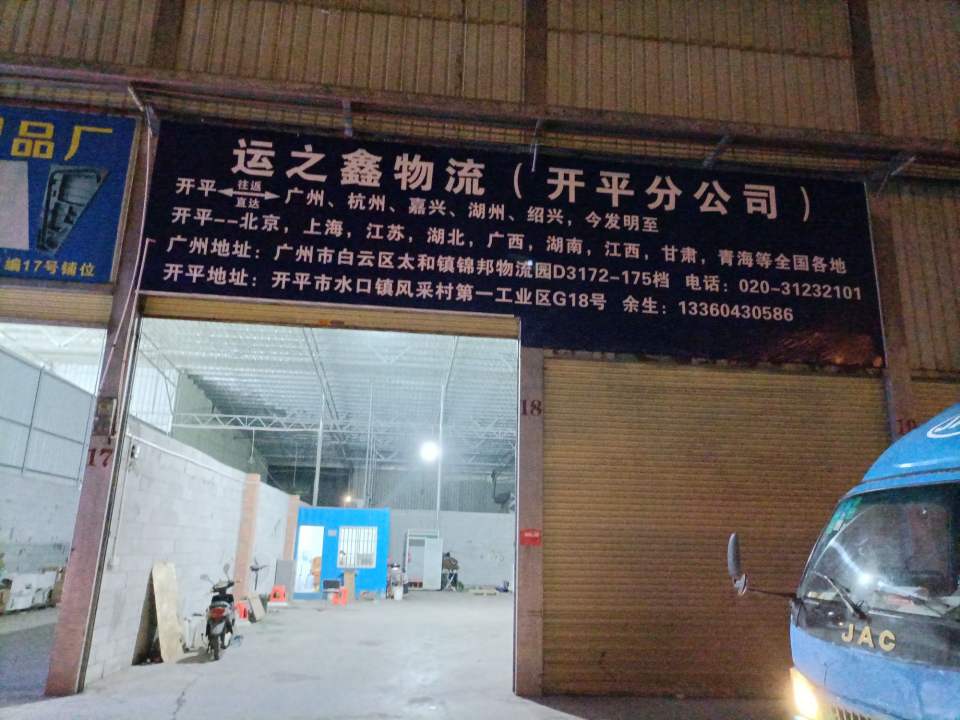 品厂
编17号铺位
运之鑫物流（开平分公司）
开平 往返 直达 广州、杭州、嘉兴、湖州、绍兴，今发明至
开平--北京，上海，江苏，湖北，广西，湖南，江西，甘肃，青海等全国各地
广州地址：广州市白云区太和镇锦邦物流园D3172-175档 电话：020-31232101
开平地址：开平市水口镇风采村第一工业区G18号 余生：13360430586
17
18
19
JAC